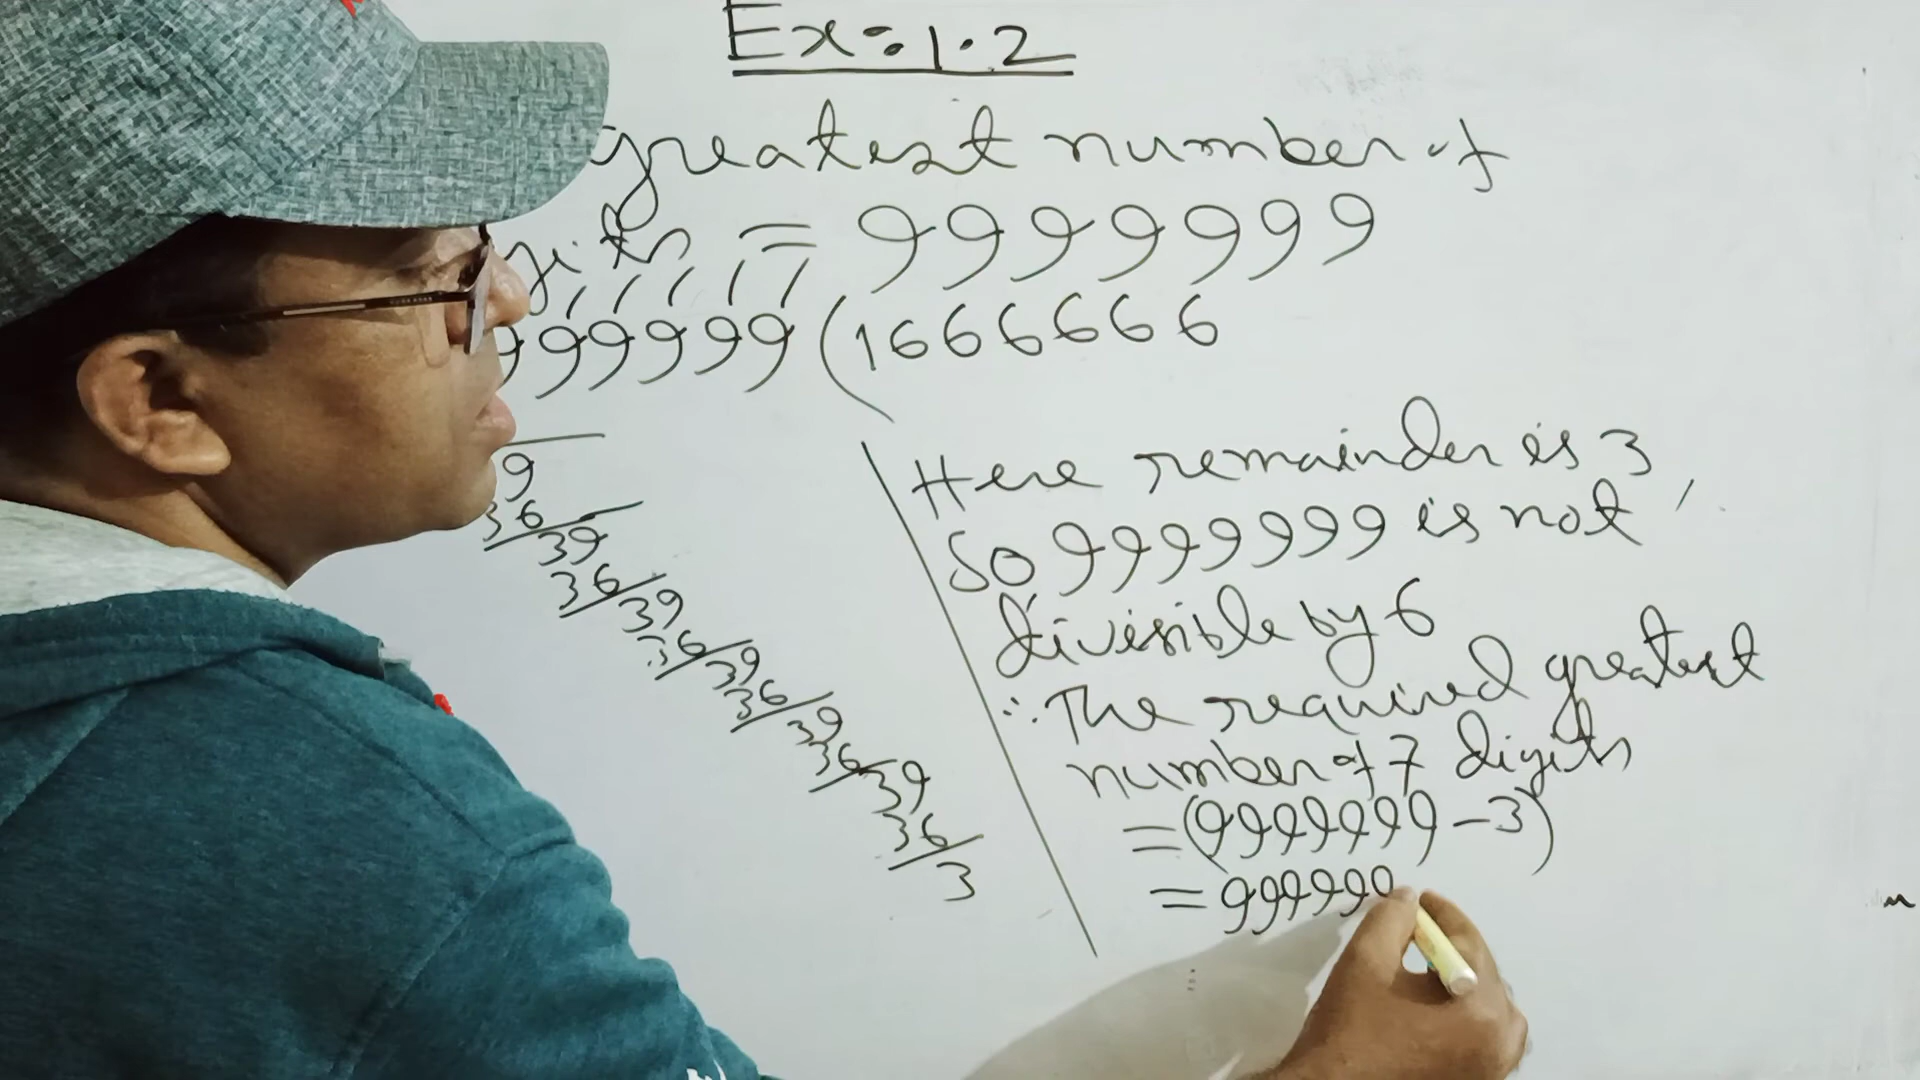 Ex:- 1.2
greatest number of
= 9999999
999999(1666666
9
36
39
36
39
36
39
36
39
36
39
36
3
Here remainder is 3
So 9999999 is not
divisible by 6
∴ The required greatest
number of 7 digits
= (9999999 - 3)
= 999999